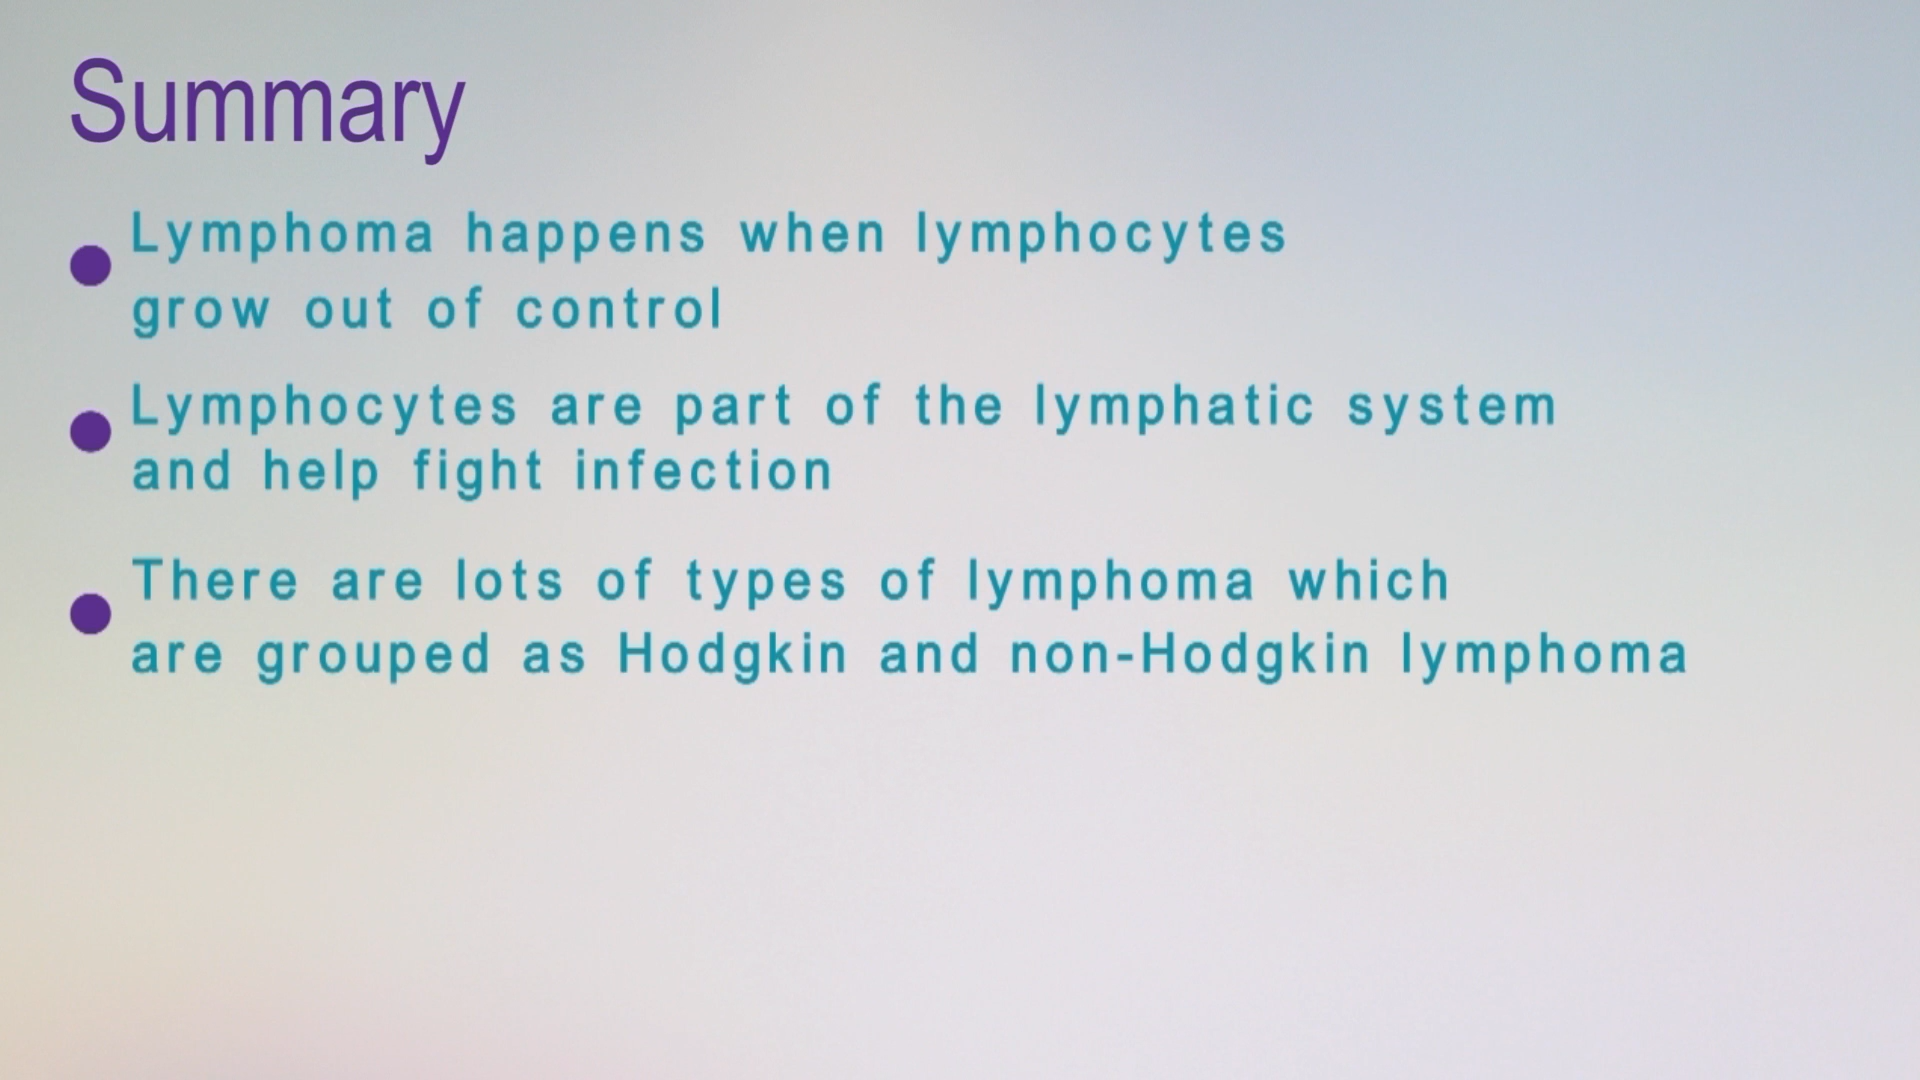 Summary
Lymphoma happens when lymphocytes
grow out of control
Lymphocytes are part of the lymphatic system
and help fight infection
There are lots of types of lymphoma which
are grouped as Hodgkin and non-Hodgkin lymphoma